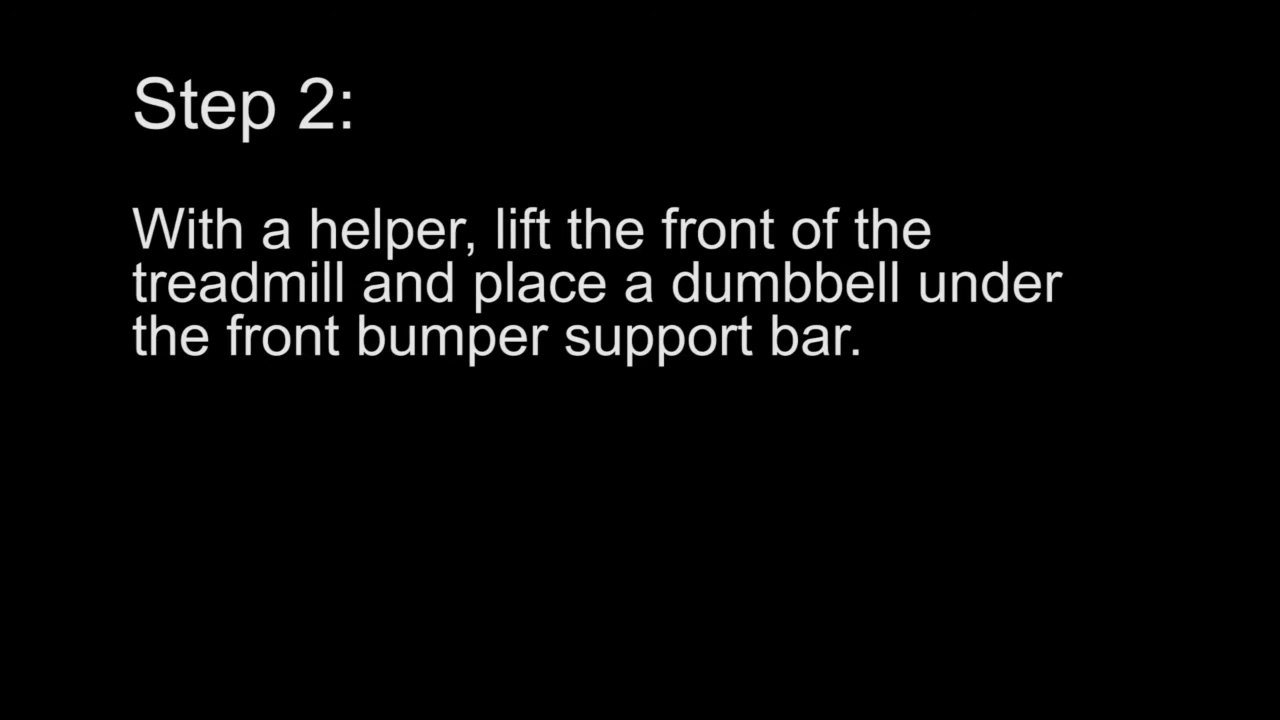 Step 2:
With a helper, lift the front of the
treadmill and place a dumbbell under
the front bumper support bar.